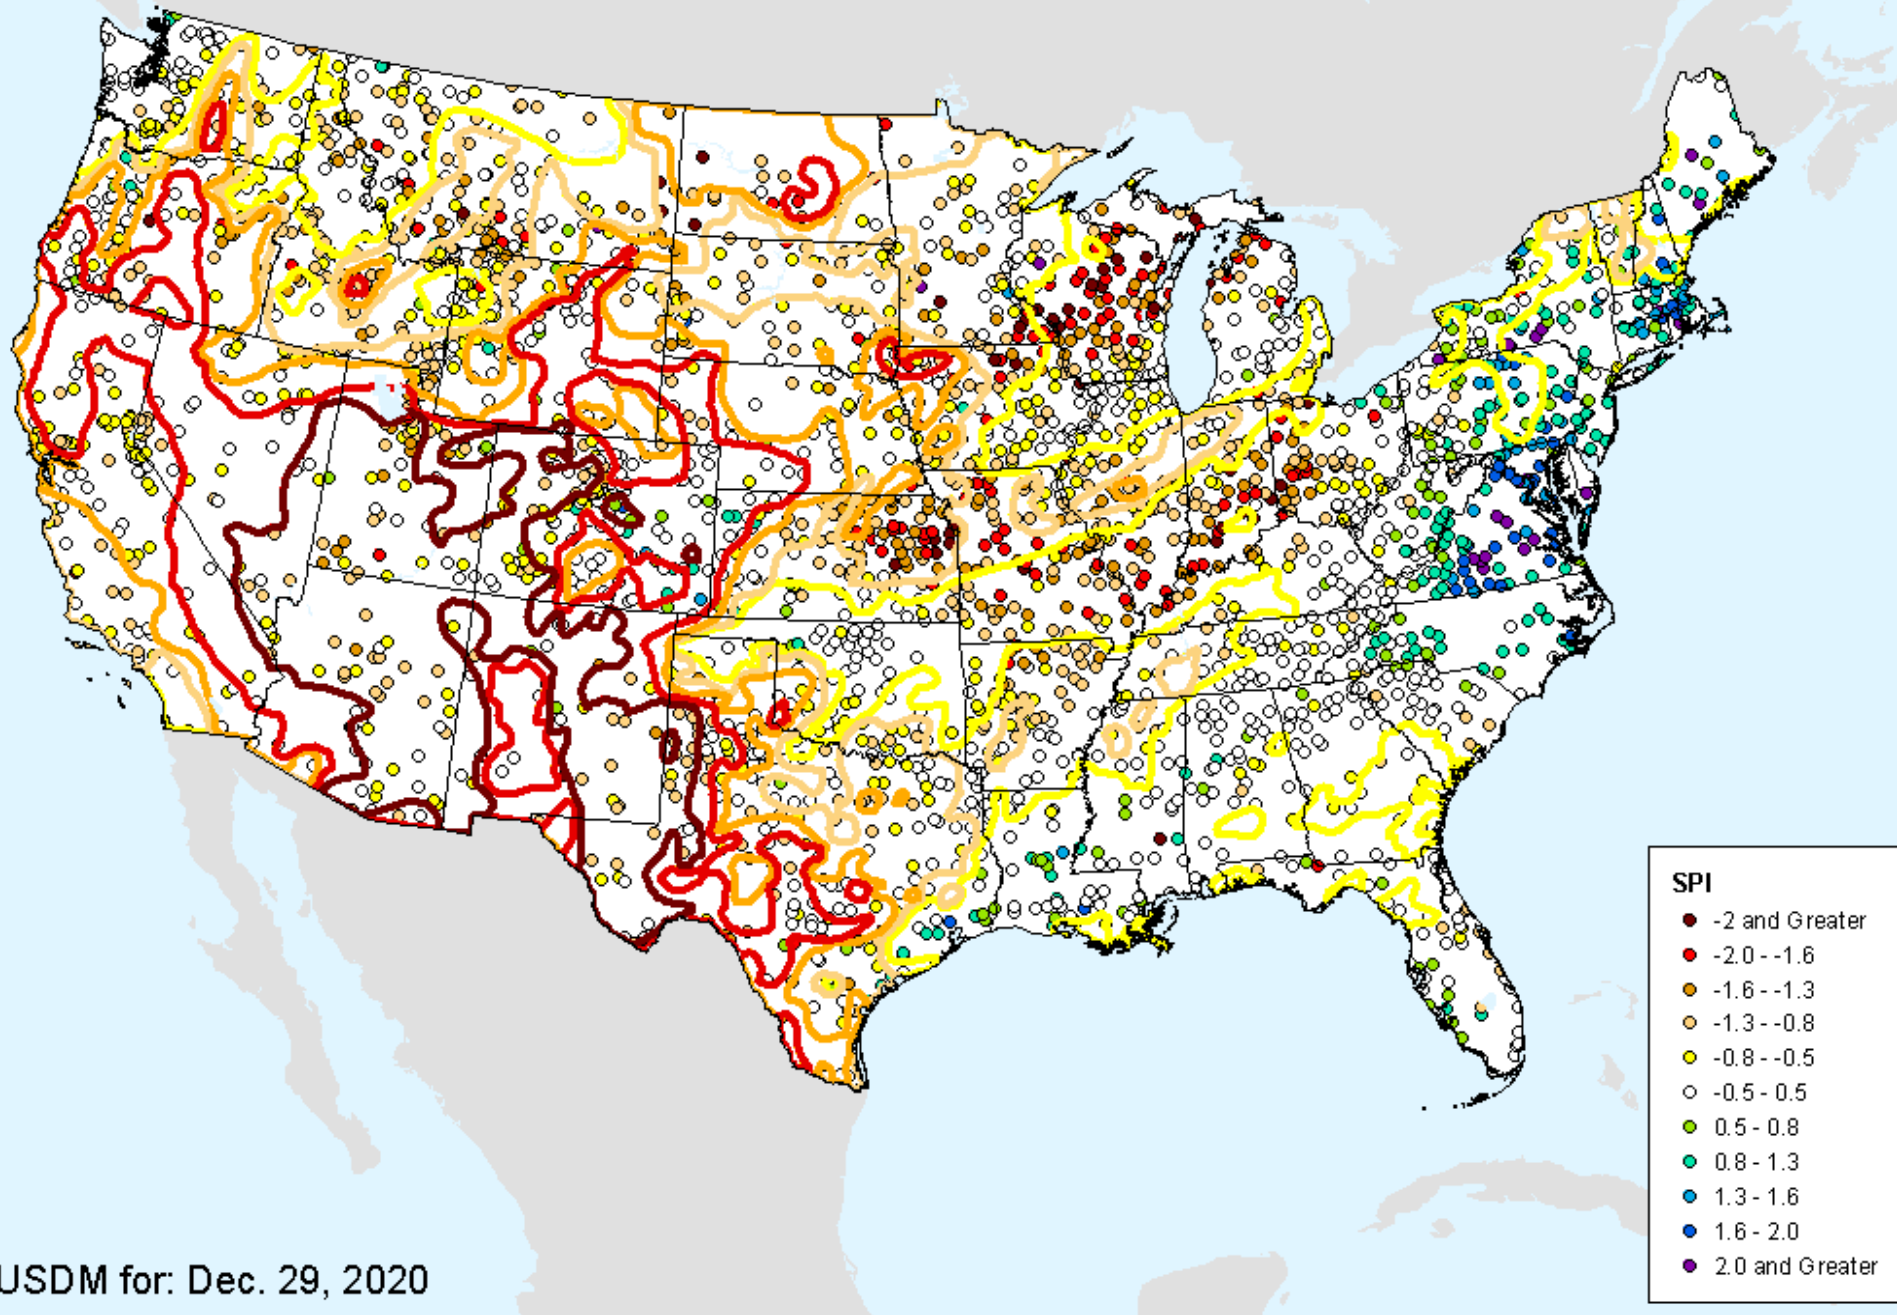 SPI
-2 and Greater
-2.0 - -1.6
-1.6 - -1.3
-1.3 - -0.8
-0.8 - -0.5
-0.5 - 0.5
0.5 - 0.8
0.8 - 1.3
1.3 - 1.6
1.6 - 2.0
2.0 and Greater
USDM for: Dec. 29, 2020